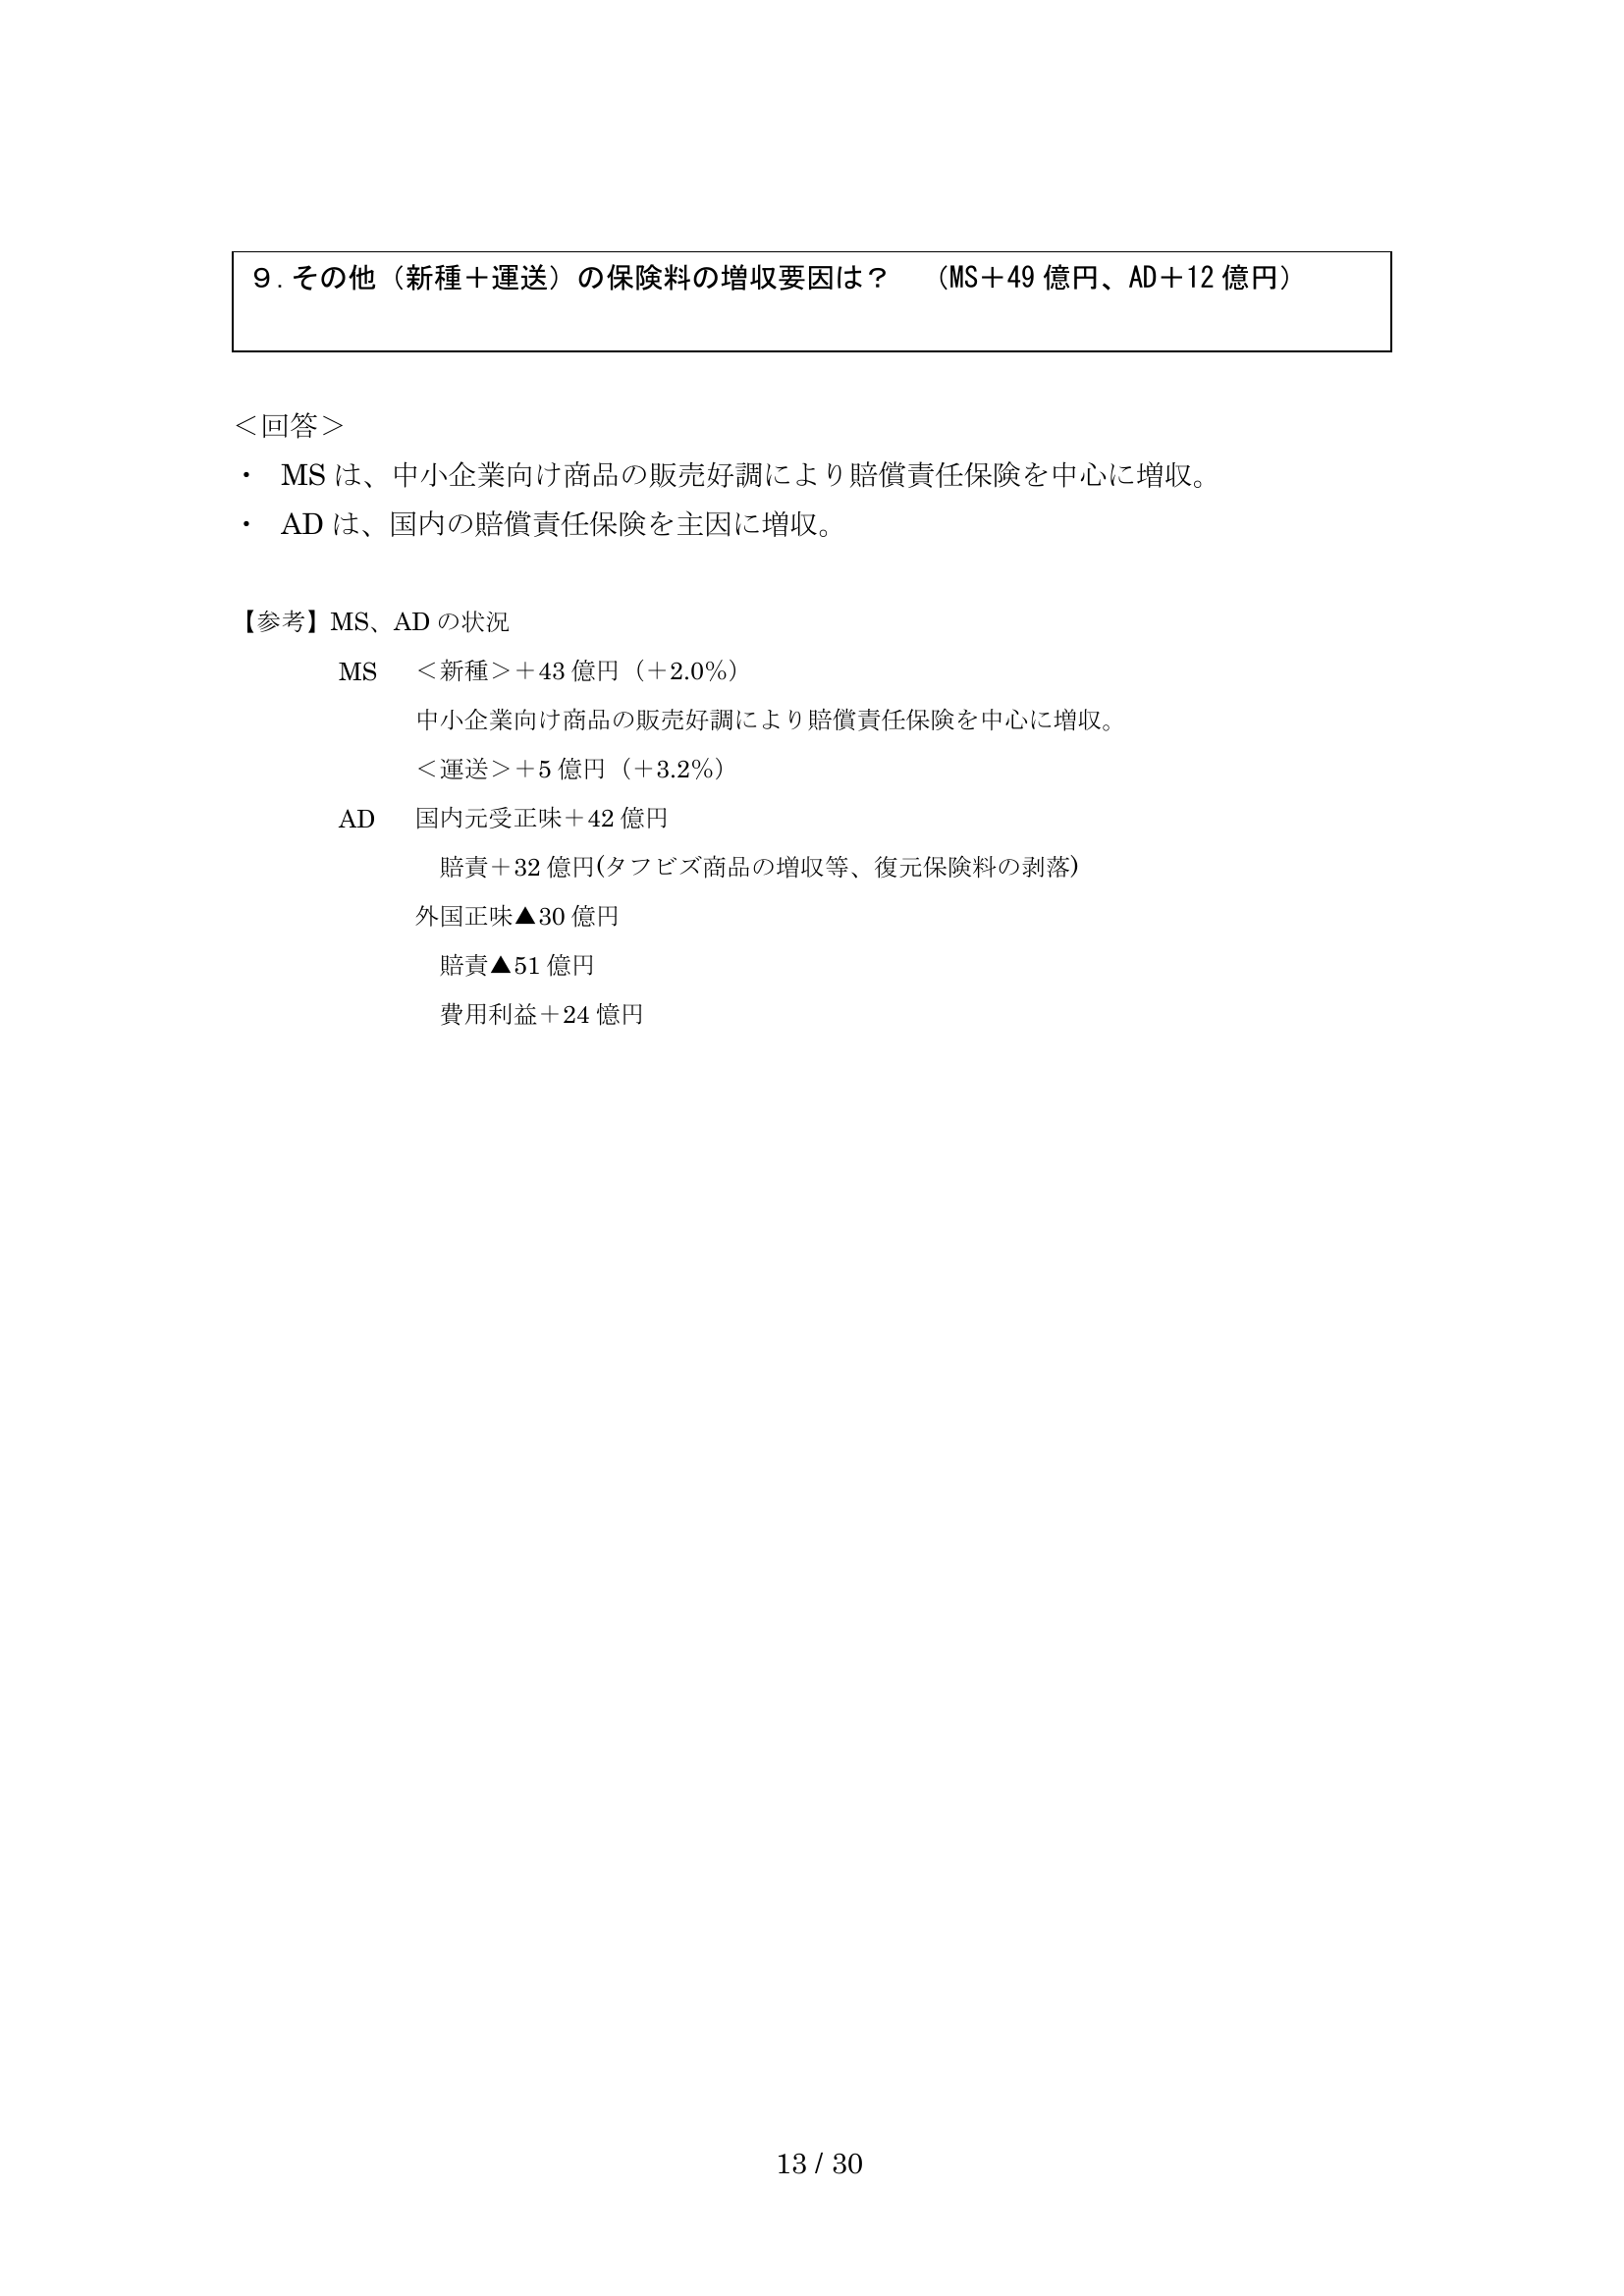 ９．その他（新種＋運送）の保険料の増収要因は？　（MS＋49 億円、AD＋12 億円）
＜回答＞
・ MS は、中小企業向け商品の販売好調により賠償責任保険を中心に増収。
・ AD は、国内の賠償責任保険を主因に増収。
【参考】MS、AD の状況
MS ＜新種＞＋43 億円（＋2.0％）
中小企業向け商品の販売好調により賠償責任保険を中心に増収。
＜運送＞＋5 億円（＋3.2％）
AD 国内元受正味＋42 億円
賠責＋32 億円(タフビズ商品の増収等、復元保険料の剥落)
外国正味▲30 億円
賠責▲51 億円
費用利益＋24 憶円
13 / 30